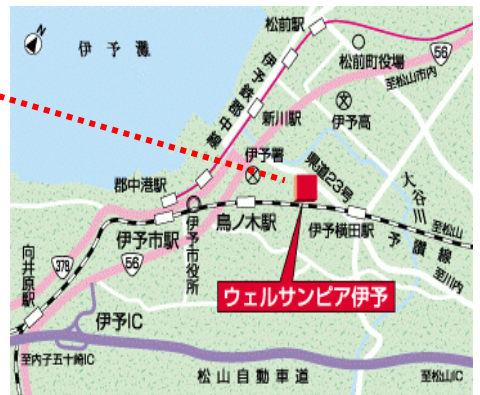 N
伊予灘
松前駅
松前町役場
56
至松山市内
伊予鉄郡中線
新川駅
伊予高
伊予署
県道23号
大谷川
郡中港駅
鳥ノ木駅
伊予横田駅
至松山
予讃線
伊予市駅
伊予市役所
向井原駅
378
56
至川内
ウェルサンピア伊予
伊予IC
至内子五十崎IC
松山自動車道
至松山IC